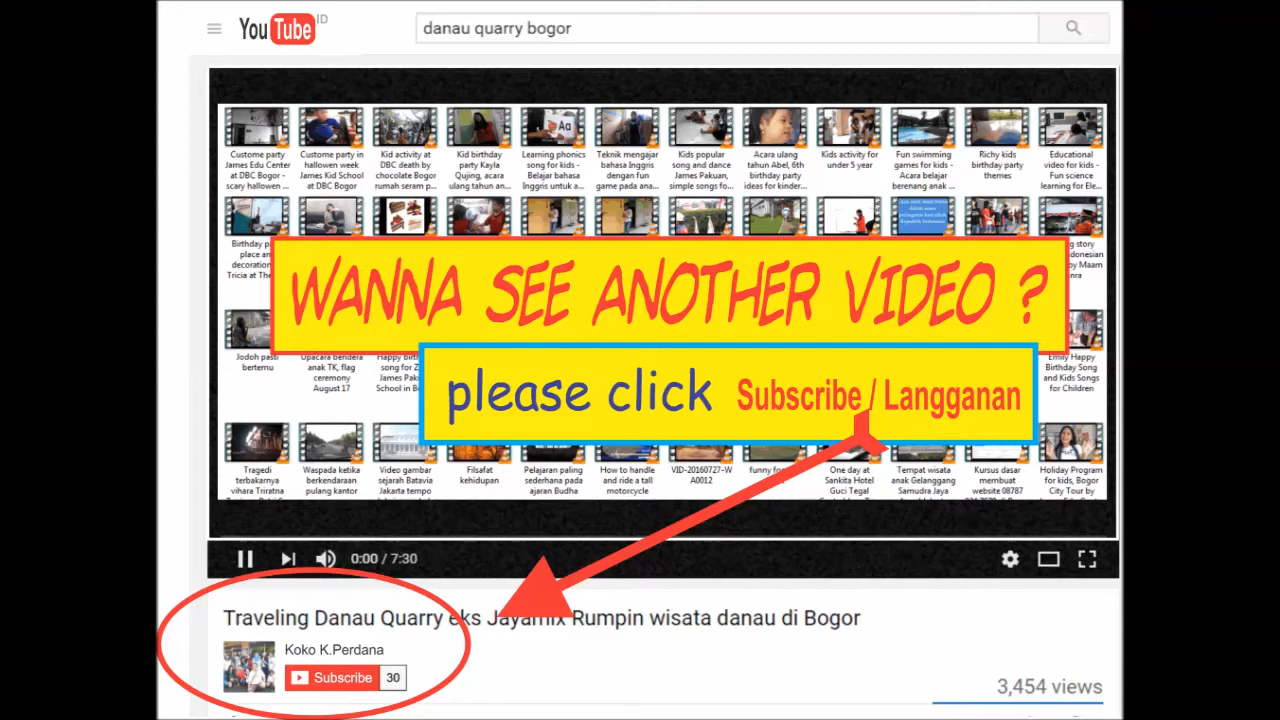 YouTube ID
danau quarry bogor
Custome party
James Edu Center
at DBC Bogor
- scary hallowen ...
Custome party in
hallowen week
at James Kid School
at DBC Bogor
Kid activity at
DBC death by
chocolate Bogor
rumah seram p...
Kid birthday
party Kayla
Qujing, acara
ulang tahun an...
Learning phonics
song for kids -
Belajar bahasa
Inggris untuk a...
Teknik mengajar
bahasa Inggris
dengan fun
game pada ana...
Kids popular
song and dance
James Pakuan,
simple songs fo...
Acara ulang
tahun Abel, 6th
birthday party
ideas for kinder...
Kids activity for
under 5 year
Fun swimming
games for kids -
Acara belajar
berenang anak ...
Richy kids
birthday party
themes
Educational
video for kids -
Fun science
learning for Ele...
WANNA SEE ANOTHER VIDEO ?
please click Subscribe / Langganan
Jodoh pasti
bertemu
Upacara bendera
anak TK, flag
ceremony
August 17
Emily Happy
Birthday Song
and Kids Songs
for Children
Tragedi
terbakarnya
vihara Triratna
Waspada ketika
berkendaraan
pulang kantor
Video gambar
sejarah Batavia
Jakarta tempo
Filsafat
kehidupan
Pelajaran paling
sederhana pada
ajaran Budha
How to handle
and ride a tall
motorcycle
VID-20160727-W
A0012
One day at
Sankita Hotel
Guci Tegal
Tempat wisata
anak Gelanggang
Samudra Jaya
Kursus dasar
membuat
website 08787
Holiday Program
for kids, Bogor
City Tour by
0:00 / 7:30
Traveling Danau Quarry eks Jayamix Rumpin wisata danau di Bogor
Koko K.Perdana
Subscribe 30
3,454 views